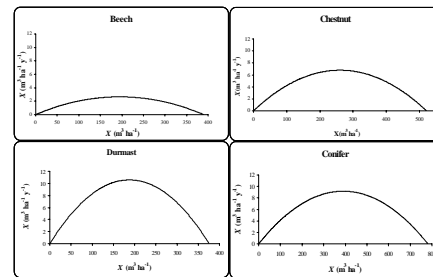 Beech
Ẋ (m³ ha⁻¹ y⁻¹)
12
10
8
6
4
2
0
0 50 100 150 200 250 300 350 400
X (m³ ha⁻¹)
Chestnut
Ẋ(m³ ha⁻¹ y⁻¹)
12
10
8
6
4
2
0
0 100 200 300 400 500
X(m³ ha⁻¹)
Durmast
Ẋ (m³ ha⁻¹ y⁻¹)
12
10
8
6
4
2
0
0 50 100 150 200 250 300 350 400
X (m³ ha⁻¹)
Conifer
Ẋ (m³ ha⁻¹ y⁻¹)
12
10
8
6
4
2
0
0 100 200 300 400 500 600 700
X (m³ ha⁻¹)